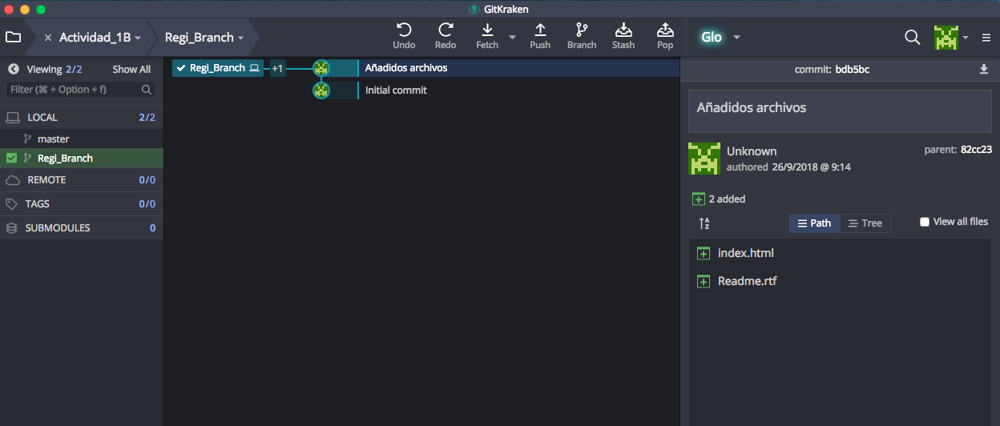 GitKraken
Actividad_1B
Regi_Branch
Undo
Redo
Fetch
Push
Branch
Stash
Pop
Glo
Viewing 2/2
Show All
Filter (⌘ + Option + f)
LOCAL 2/2
master
Regi_Branch
REMOTE 0/0
TAGS 0/0
SUBMODULES 0
Regi_Branch +1 Añadidos archivos
Initial commit
commit: bdb5bc
Añadidos archivos
Unknown
parent: 82cc23
authored 26/9/2018 @ 9:14
2 added
AZ
Path
Tree
View all files
index.html
Readme.rtf